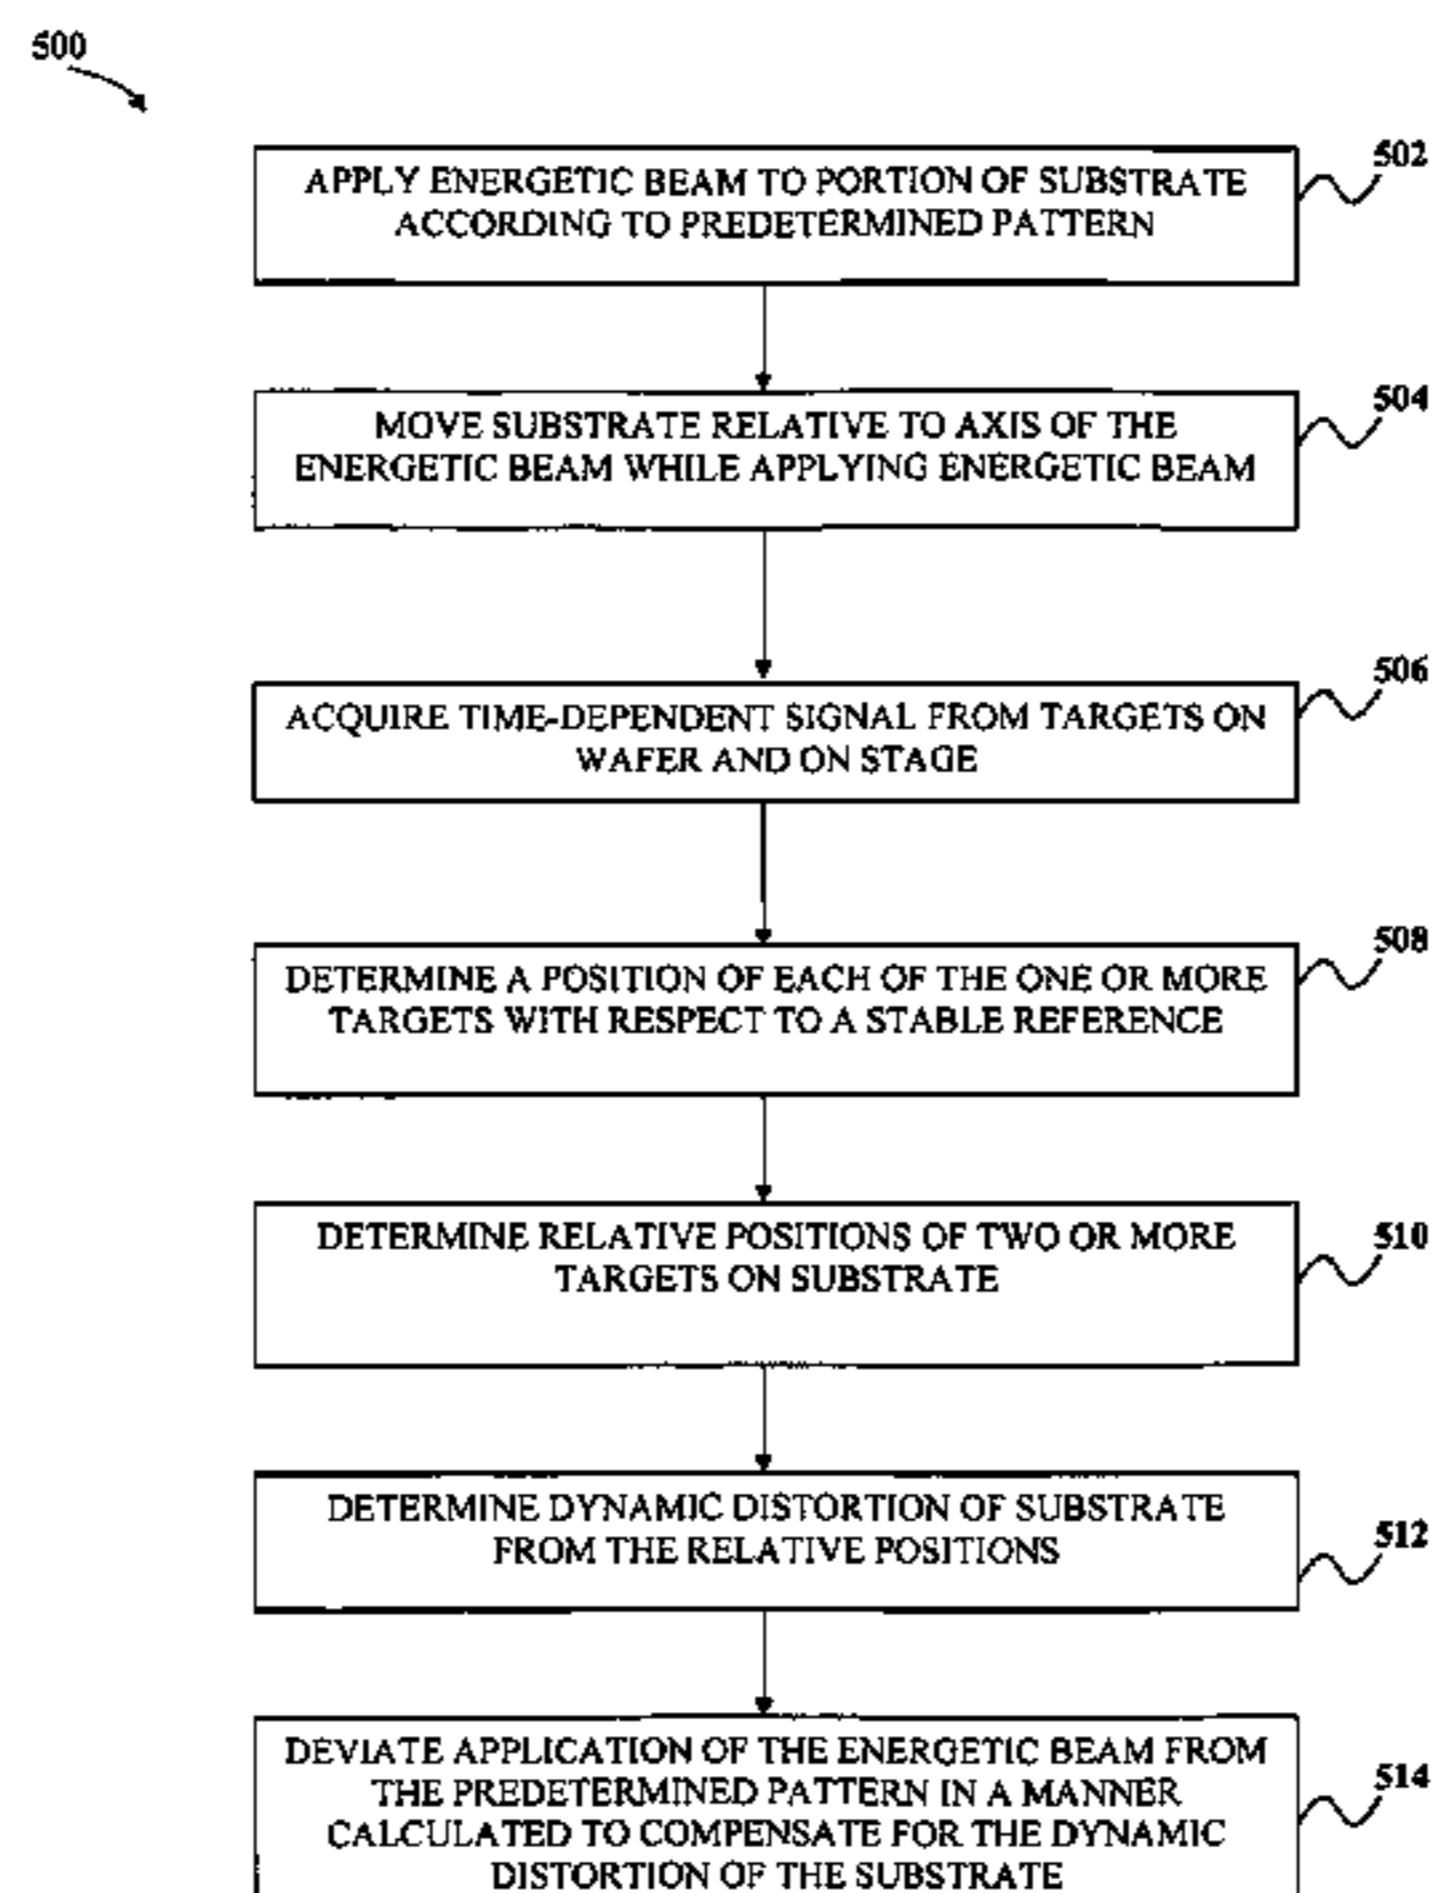 500
502
APPLY ENERGETIC BEAM TO PORTION OF SUBSTRATE
ACCORDING TO PREDETERMINED PATTERN
504
MOVE SUBSTRATE RELATIVE TO AXIS OF THE
ENERGETIC BEAM WHILE APPLYING ENERGETIC BEAM
506
ACQUIRE TIME-DEPENDENT SIGNAL FROM TARGETS ON
WAFER AND ON STAGE
508
DETERMINE A POSITION OF EACH OF THE ONE OR MORE
TARGETS WITH RESPECT TO A STABLE REFERENCE
510
DETERMINE RELATIVE POSITIONS OF TWO OR MORE
TARGETS ON SUBSTRATE
512
DETERMINE DYNAMIC DISTORTION OF SUBSTRATE
FROM THE RELATIVE POSITIONS
514
DEVIATE APPLICATION OF THE ENERGETIC BEAM FROM
THE PREDETERMINED PATTERN IN A MANNER
CALCULATED TO COMPENSATE FOR THE DYNAMIC
DISTORTION OF THE SUBSTRATE